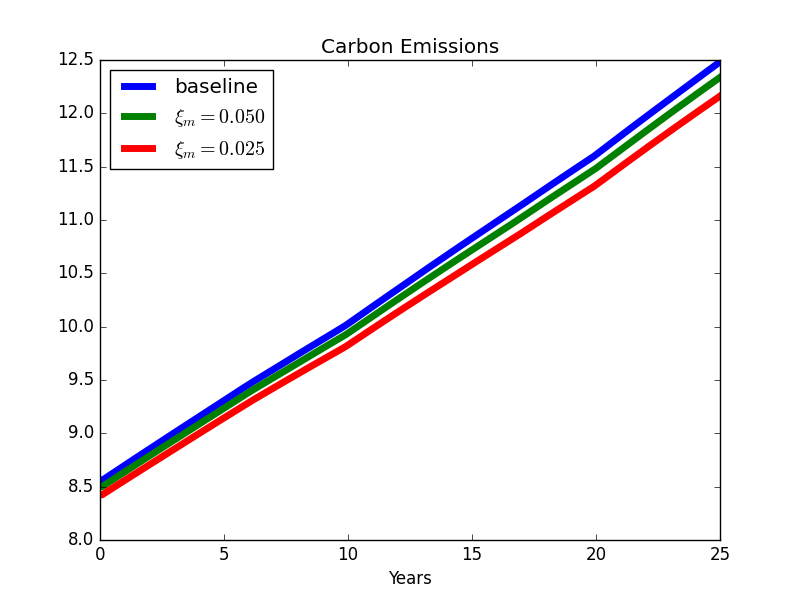 Carbon Emissions
baseline
ξₘ = 0.050
ξₘ = 0.025
12.5
12.0
11.5
11.0
10.5
10.0
9.5
9.0
8.5
8.0
0 5 10 15 20 25
Years